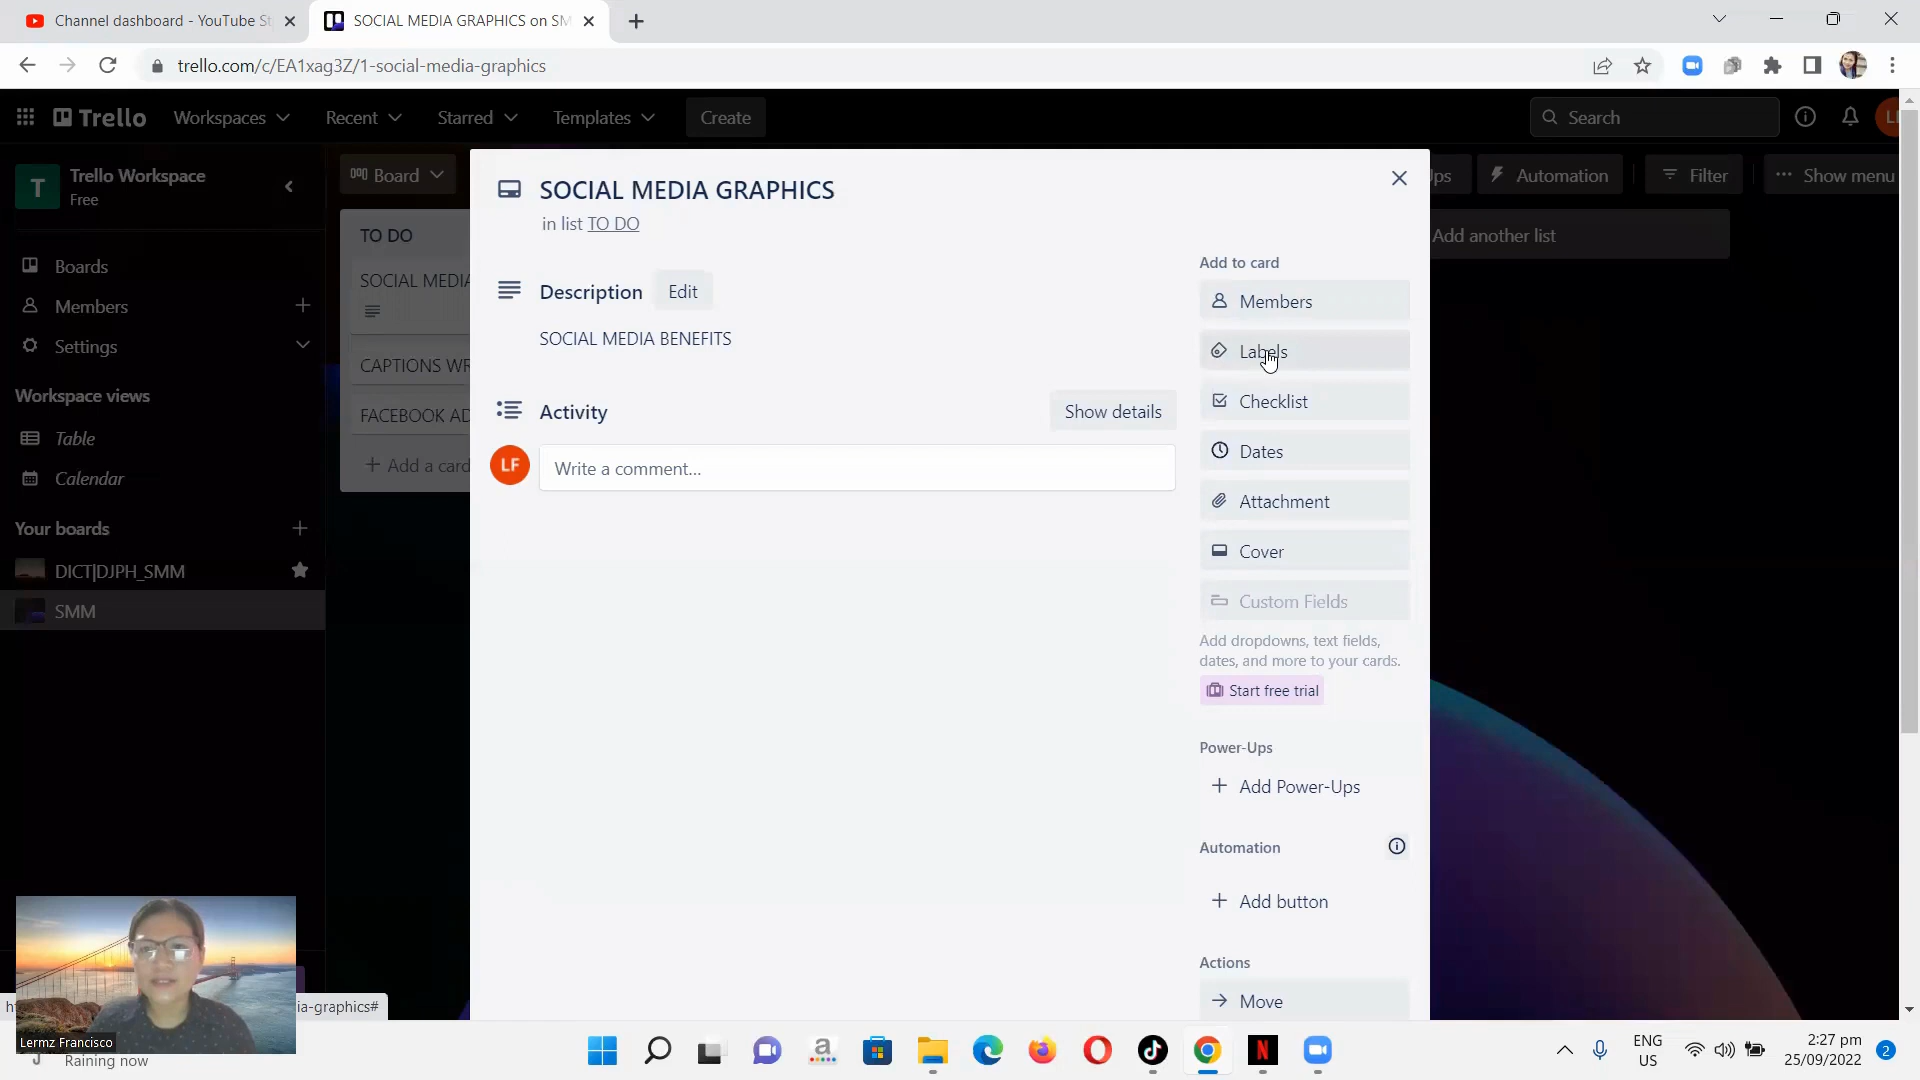 Channel dashboard - YouTube St
SOCIAL MEDIA GRAPHICS on SM
trello.com/c/EA1xag3Z/1-social-media-graphics
Trello
Workspaces
Recent
Starred
Templates
Create
Search
T
Trello Workspace
Free
Board
Automation
Filter
Show menu
Boards
Members
Settings
Workspace views
Table
Calendar
Your boards
DICT|DJPH_SMM
SMM
TO DO
SOCIAL MEDIA
CAPTIONS WR
FACEBOOK AD
+ Add a card
Add another list
SOCIAL MEDIA GRAPHICS
in list TO DO
Description
Edit
SOCIAL MEDIA BENEFITS
Activity
Show details
LF
Write a comment...
Add to card
Members
Labels
Checklist
Dates
Attachment
Cover
Custom Fields
Add dropdowns, text fields,
dates, and more to your cards.
Start free trial
Power-Ups
+ Add Power-Ups
Automation
+ Add button
Actions
Move
ia-graphics#
Lermz Francisco
Raining now
ENG
US
2:27 pm
25/09/2022
2